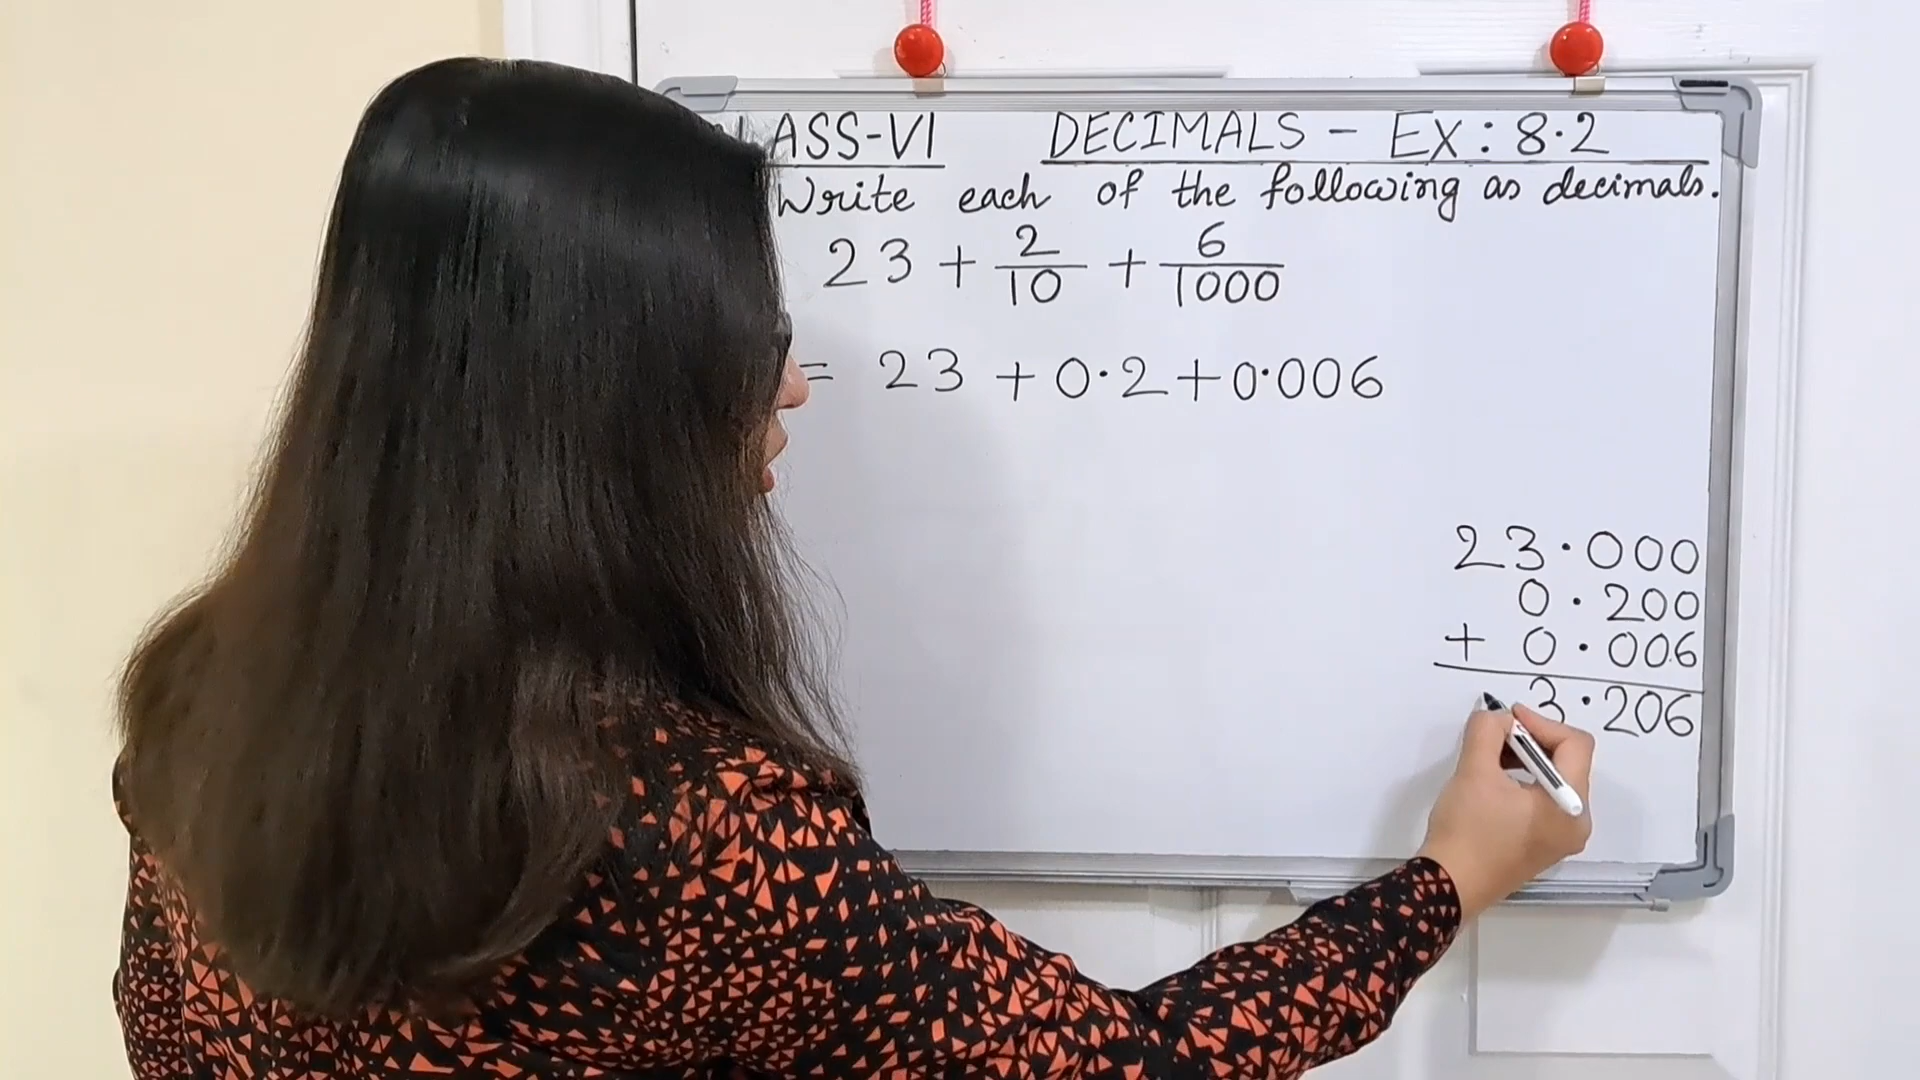 LASS-VI DECIMALS - EX: 8.2
Write each of the following as decimals.
23 + 2/10 + 6/1000
= 23 + 0.2 + 0.006
23.000
0.200
+ 0.006
3.206